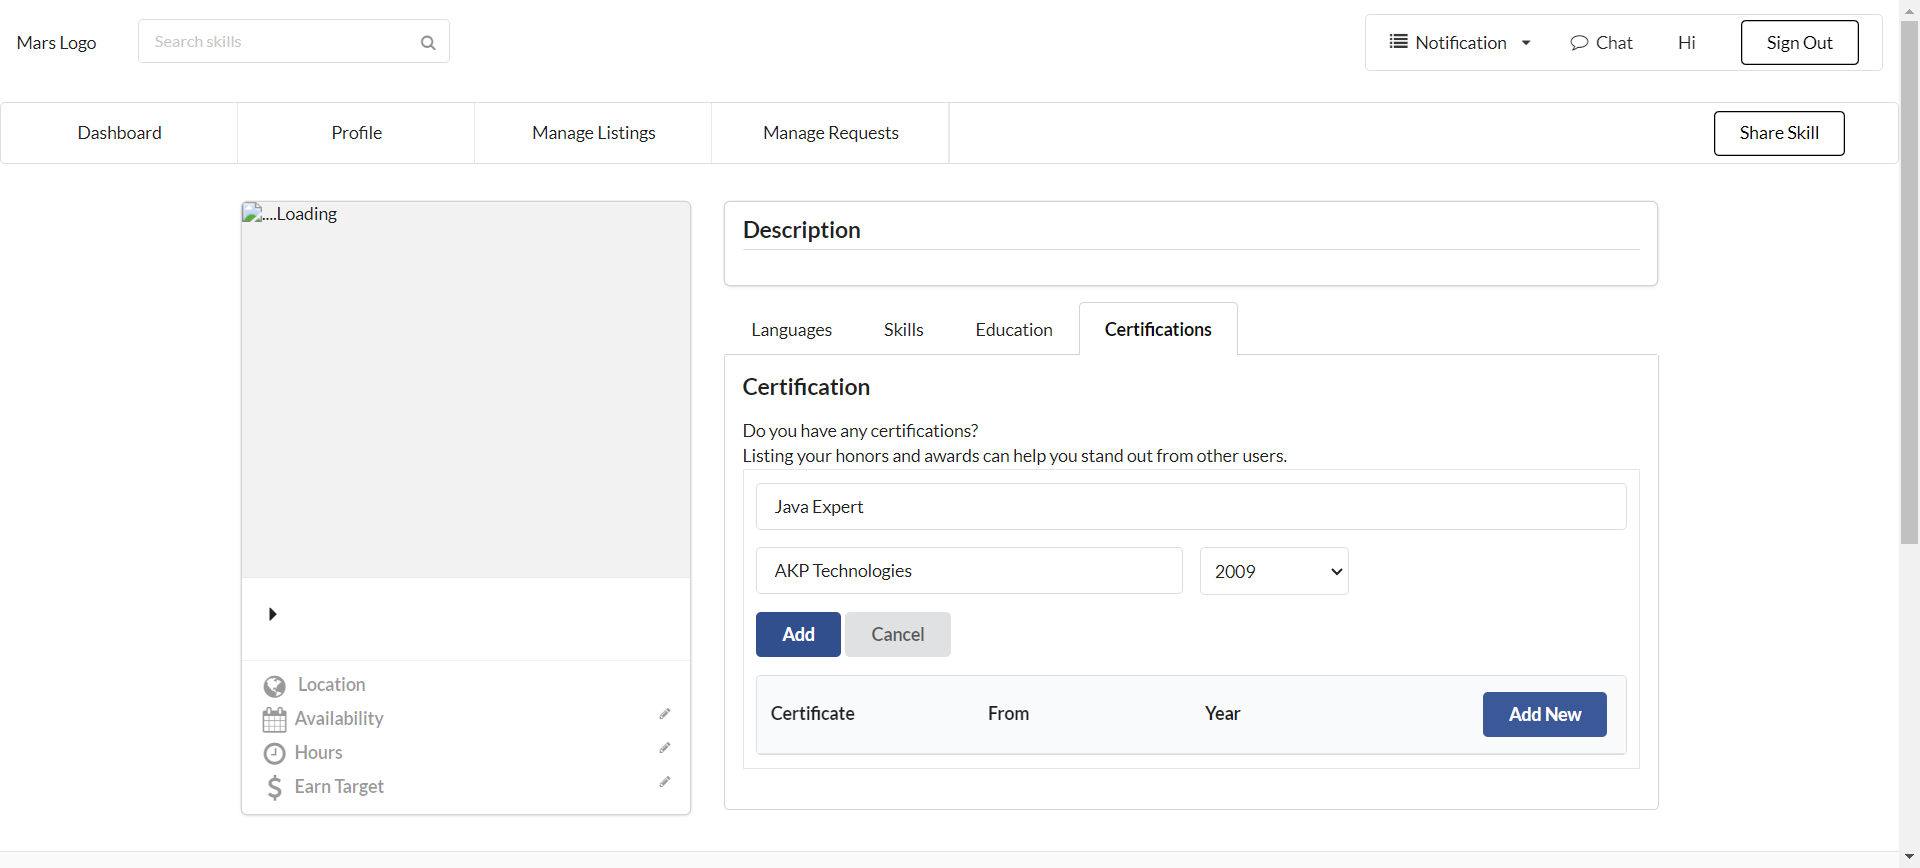 Mars Logo
Search skills
Notification
Chat
Hi
Sign Out
Dashboard
Profile
Manage Listings
Manage Requests
Share Skill
....Loading
Location
Availability
Hours
Earn Target
Description
Languages
Skills
Education
Certifications
Certification
Do you have any certifications?
Listing your honors and awards can help you stand out from other users.
Java Expert
AKP Technologies
2009
Add
Cancel
Certificate
From
Year
Add New